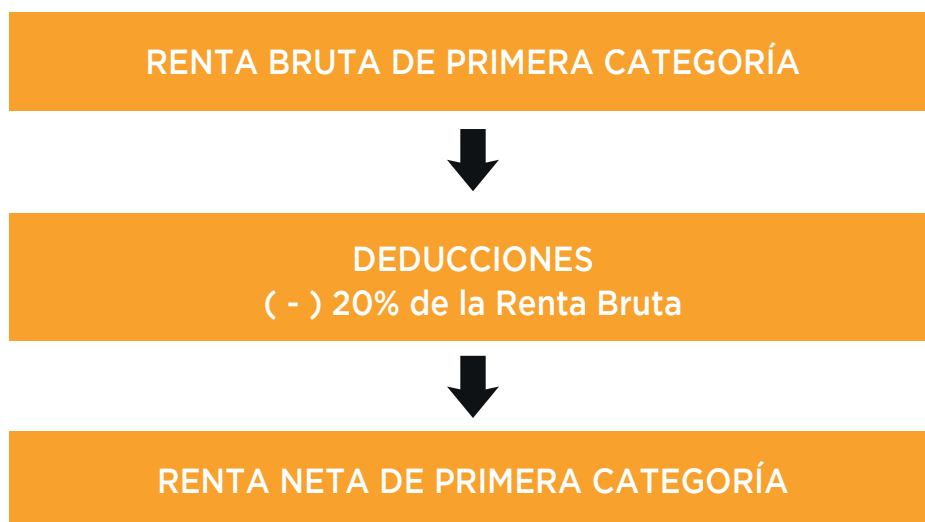 RENTA BRUTA DE PRIMERA CATEGORÍA
DEDUCCIONES
( - ) 20% de la Renta Bruta
RENTA NETA DE PRIMERA CATEGORÍA